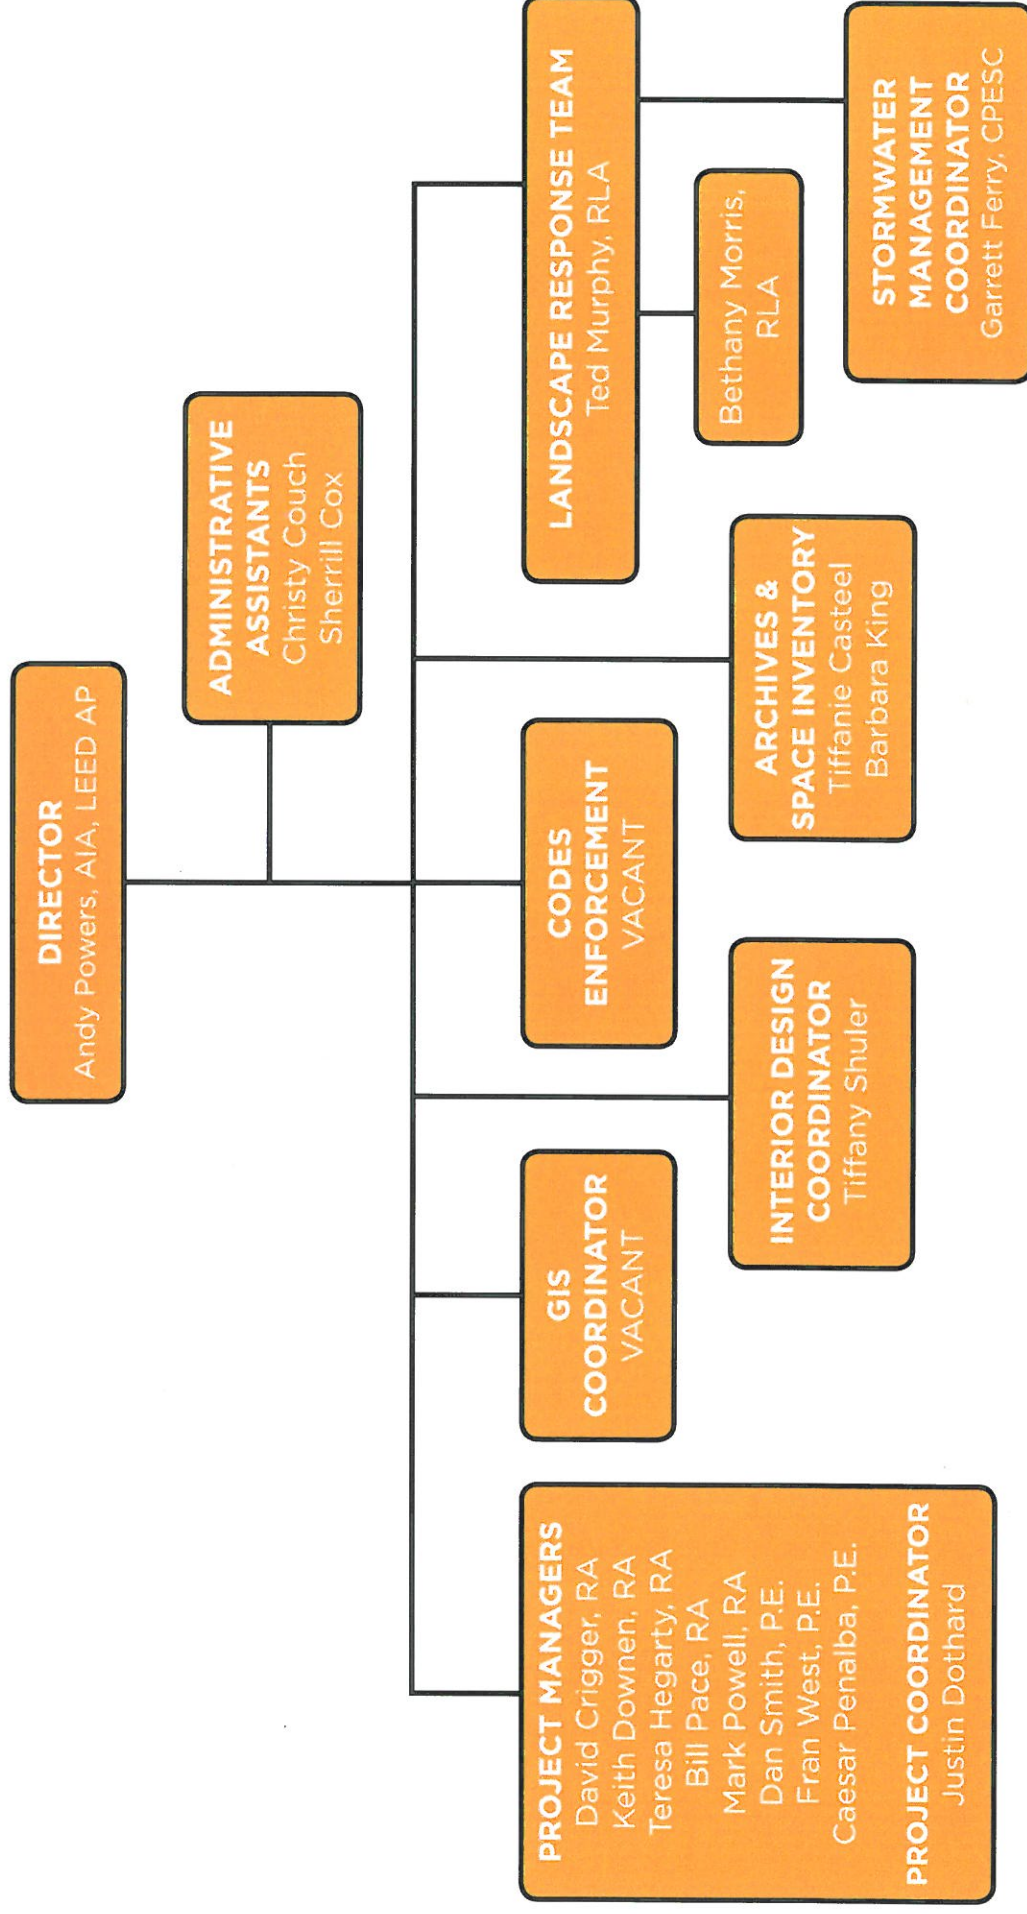 DIRECTOR
Andy Powers, AIA, LEED AP
ADMINISTRATIVE
ASSISTANTS
Christy Couch
Sherrill Cox
PROJECT MANAGERS
David Crigger, RA
Keith Downen, RA
Teresa Hegarty, RA
Bill Pace, RA
Mark Powell, RA
Dan Smith, P.E.
Fran West, P.E.
Caesar Penalba, P.E.
PROJECT COORDINATOR
Justin Dothard
GIS
COORDINATOR
VACANT
INTERIOR DESIGN
COORDINATOR
Tiffany Shuler
CODES
ENFORCEMENT
VACANT
ARCHIVES &
SPACE INVENTORY
Tiffanie Casteel
Barbara King
LANDSCAPE RESPONSE TEAM
Ted Murphy, RLA
Bethany Morris,
RLA
STORMWATER
MANAGEMENT
COORDINATOR
Garrett Ferry, CPESC